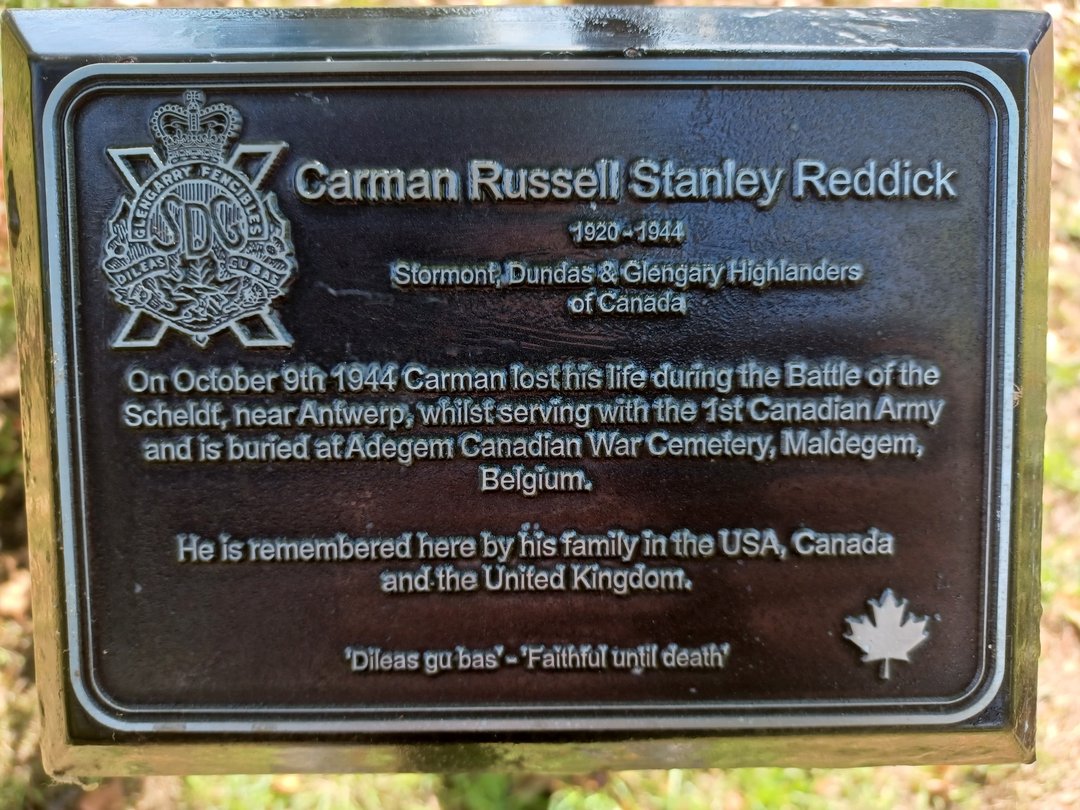 GLENGARRY FENCIBLES
SDG
DILEAS GU BAS
Carman Russell Stanley Reddick
1920 - 1944
Stormont, Dundas & Glengary Highlanders
of Canada
On October 9th 1944 Carman lost his life during the Battle of the
Scheldt, near Antwerp, whilst serving with the 1st Canadian Army
and is buried at Adegem Canadian War Cemetery, Maldegem,
Belgium.
He is remembered here by his family in the USA, Canada
and the United Kingdom.
'Dileas gu bas' - 'Faithful until death'